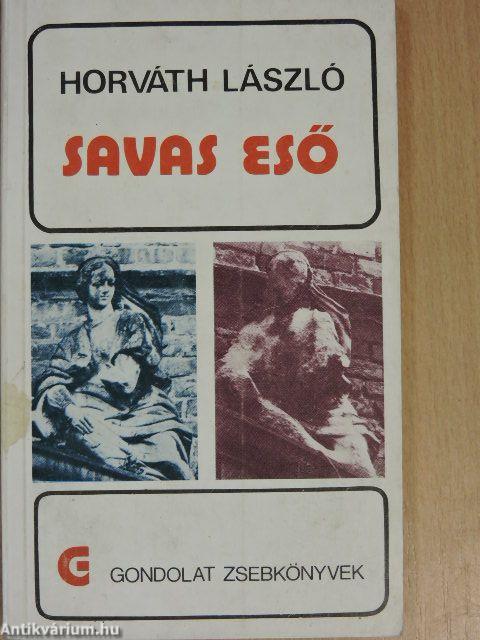 HORVÁTH LÁSZLÓ
SAVAS ESŐ
G GONDOLAT ZSEBKÖNYVEK
Antikvárium.hu